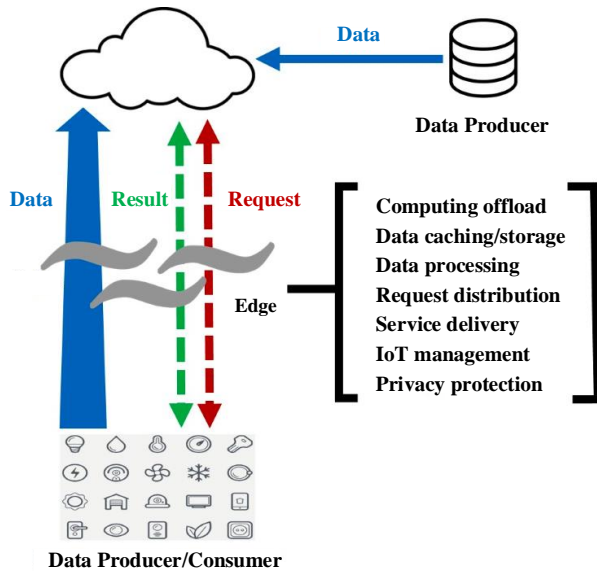 Data
Data Producer
Data
Result
Request
Computing offload
Data caching/storage
Data processing
Request distribution
Service delivery
IoT management
Privacy protection
Edge
Data Producer/Consumer